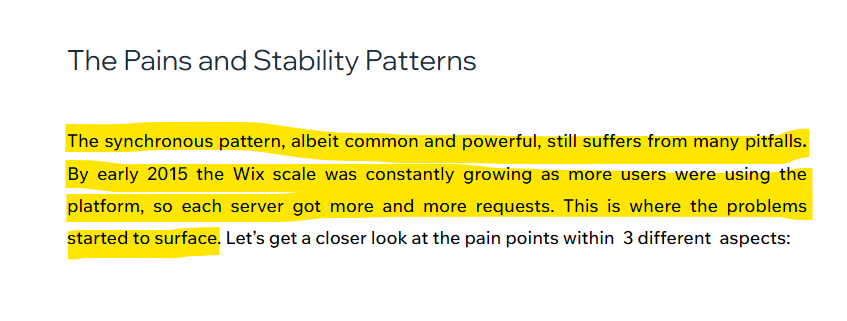 The Pains and Stability Patterns
The synchronous pattern, albeit common and powerful, still suffers from many pitfalls.
By early 2015 the Wix scale was constantly growing as more users were using the
platform, so each server got more and more requests. This is where the problems
started to surface. Let’s get a closer look at the pain points within 3 different aspects: